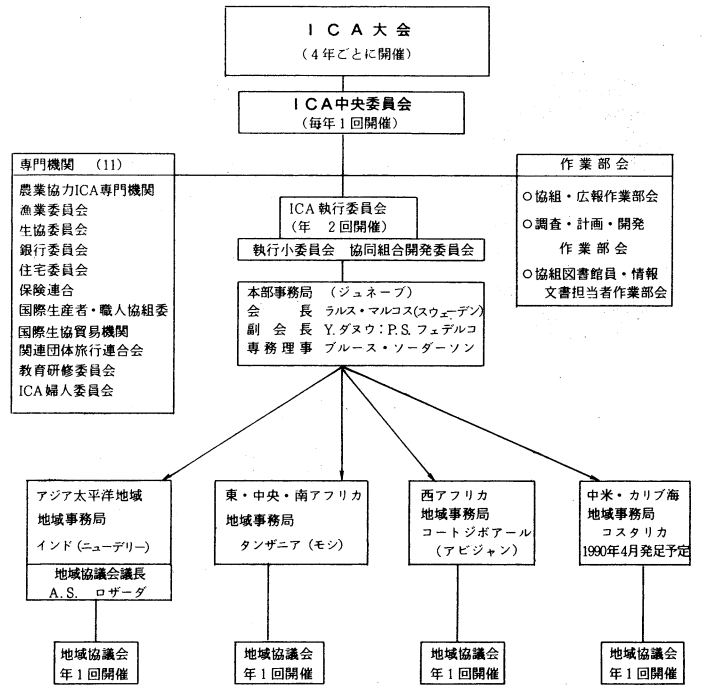 ICA大会
(4年ごとに開催)
ICA中央委員会
(毎年1回開催)
専門機関 (11)
農業協力ICA専門機関
漁業委員会
生協委員会
銀行委員会
住宅委員会
保険連合
国際生産者・職人協組委
国際生協貿易機関
関連団体旅行連合会
教育研修委員会
ICA婦人委員会
作業部会
○協組・広報作業部会
○調査・計画・開発
作業部会
○協組図書館員・情報
文書担当者作業部会
ICA執行委員会
(年 2回開催)
執行小委員会 協同組合開発委員会
本部事務局 (ジュネーブ)
会長 ラルス・マルコス(スウェーデン)
副会長 Y.ダヌウ:P.S.フェデルコ
専務理事 ブルース・ソーダーソン
アジア太平洋地域
地域事務局
インド(ニューデリー)
地域協議会議長
A.S. ロザーダ
東・中央・南アフリカ
地域事務局
タンザニア(モシ)
西アフリカ
地域事務局
コートジボアール
(アビジャン)
中米・カリブ海
地域事務局
コスタリカ
1990年4月発足予定
地域協議会
年1回開催
地域協議会
年1回開催
地域協議会
年1回開催
地域協議会
年1回開催